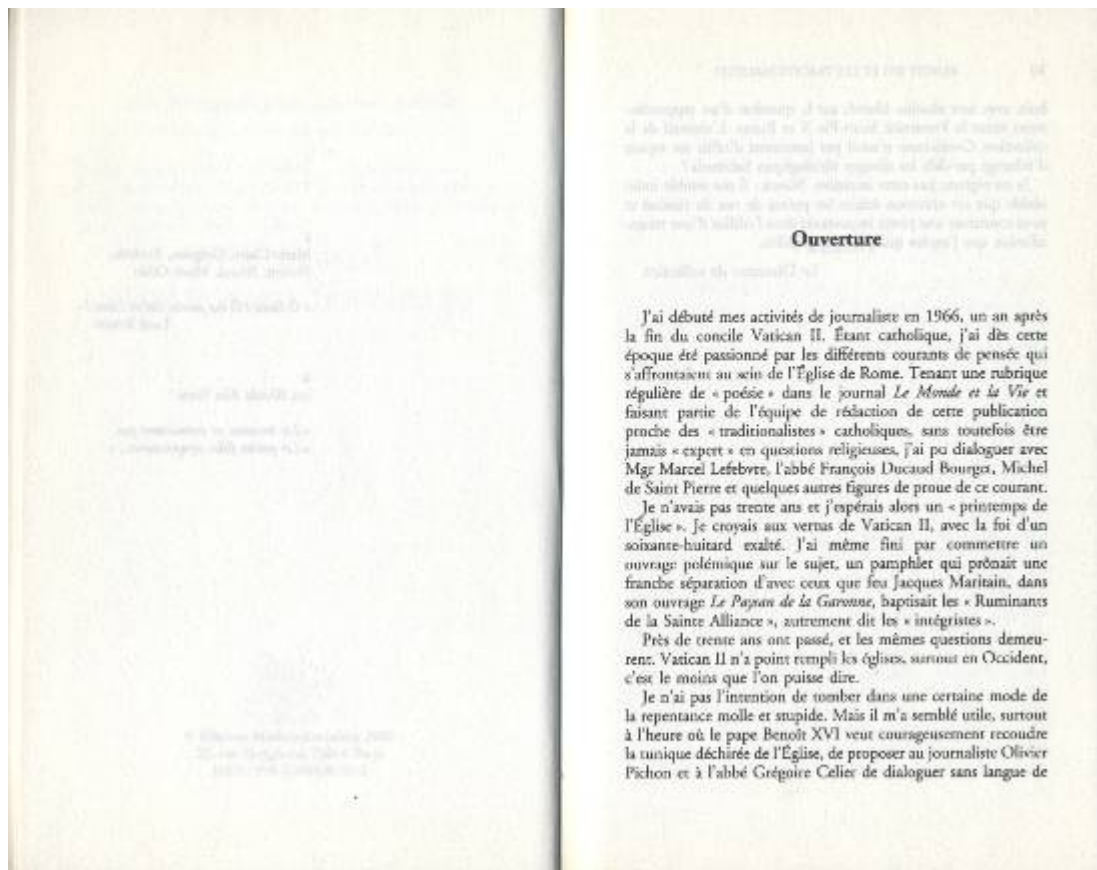 Ouverture
J'ai débuté mes activités de journaliste en 1966, un an après
la fin du concile Vatican II. Étant catholique, j'ai dès cette
époque été passionné par les différents courants de pensée qui
s'affrontaient au sein de l'Église de Rome. Tenant une rubrique
régulière de « poésie » dans le journal Le Monde et la Vie et
faisant partie de l'équipe de rédaction de cette publication
proche des « traditionalistes » catholiques, sans toutefois être
jamais « expert » en questions religieuses, j'ai pu dialoguer avec
Mgr Marcel Lefebvre, l'abbé François Ducaud Bourget, Michel
de Saint Pierre et quelques autres figures de proue de ce courant.
Je n'avais pas trente ans et j'espérais alors un « printemps de
l'Église ». Je croyais aux vertus de Vatican II, avec la foi d'un
soixante-huitard exalté. J'ai même fini par commettre un
ouvrage polémique sur le sujet, un pamphlet qui prônait une
franche séparation d'avec ceux que feu Jacques Maritain, dans
son ouvrage Le Paysan de la Garonne, baptisait les « Ruminants
de la Sainte Alliance », autrement dit les « intégristes ».
Près de trente ans ont passé, et les mêmes questions demeu-
rent. Vatican II n'a point rempli les églises, surtout en Occident,
c'est le moins que l'on puisse dire.
Je n'ai pas l'intention de tomber dans une certaine mode de
la repentance molle et stupide. Mais il m'a semblé utile, surtout
à l'heure où le pape Benoît XVI veut courageusement recoudre
la tunique déchirée de l'Église, de proposer au journaliste Olivier
Pichon et à l'abbé Grégoire Celier de dialoguer sans langue de